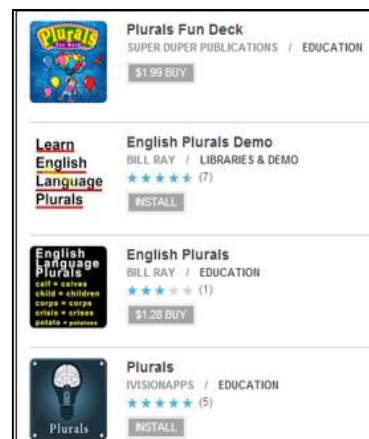 Plurals
Fun Deck
Plurals Fun Deck
SUPER DUPER PUBLICATIONS / EDUCATION
$1.99 BUY
Learn
English
Language
Plurals
English Plurals Demo
BILL RAY / LIBRARIES & DEMO
(7)
INSTALL
English
Language
Plurals
calf = calves
child = children
corps = corps
crisis = crises
potato = potatoes
English Plurals
BILL RAY / EDUCATION
(1)
$1.28 BUY
Plurals
Plurals
IVISIONAPPS / EDUCATION
(5)
INSTALL